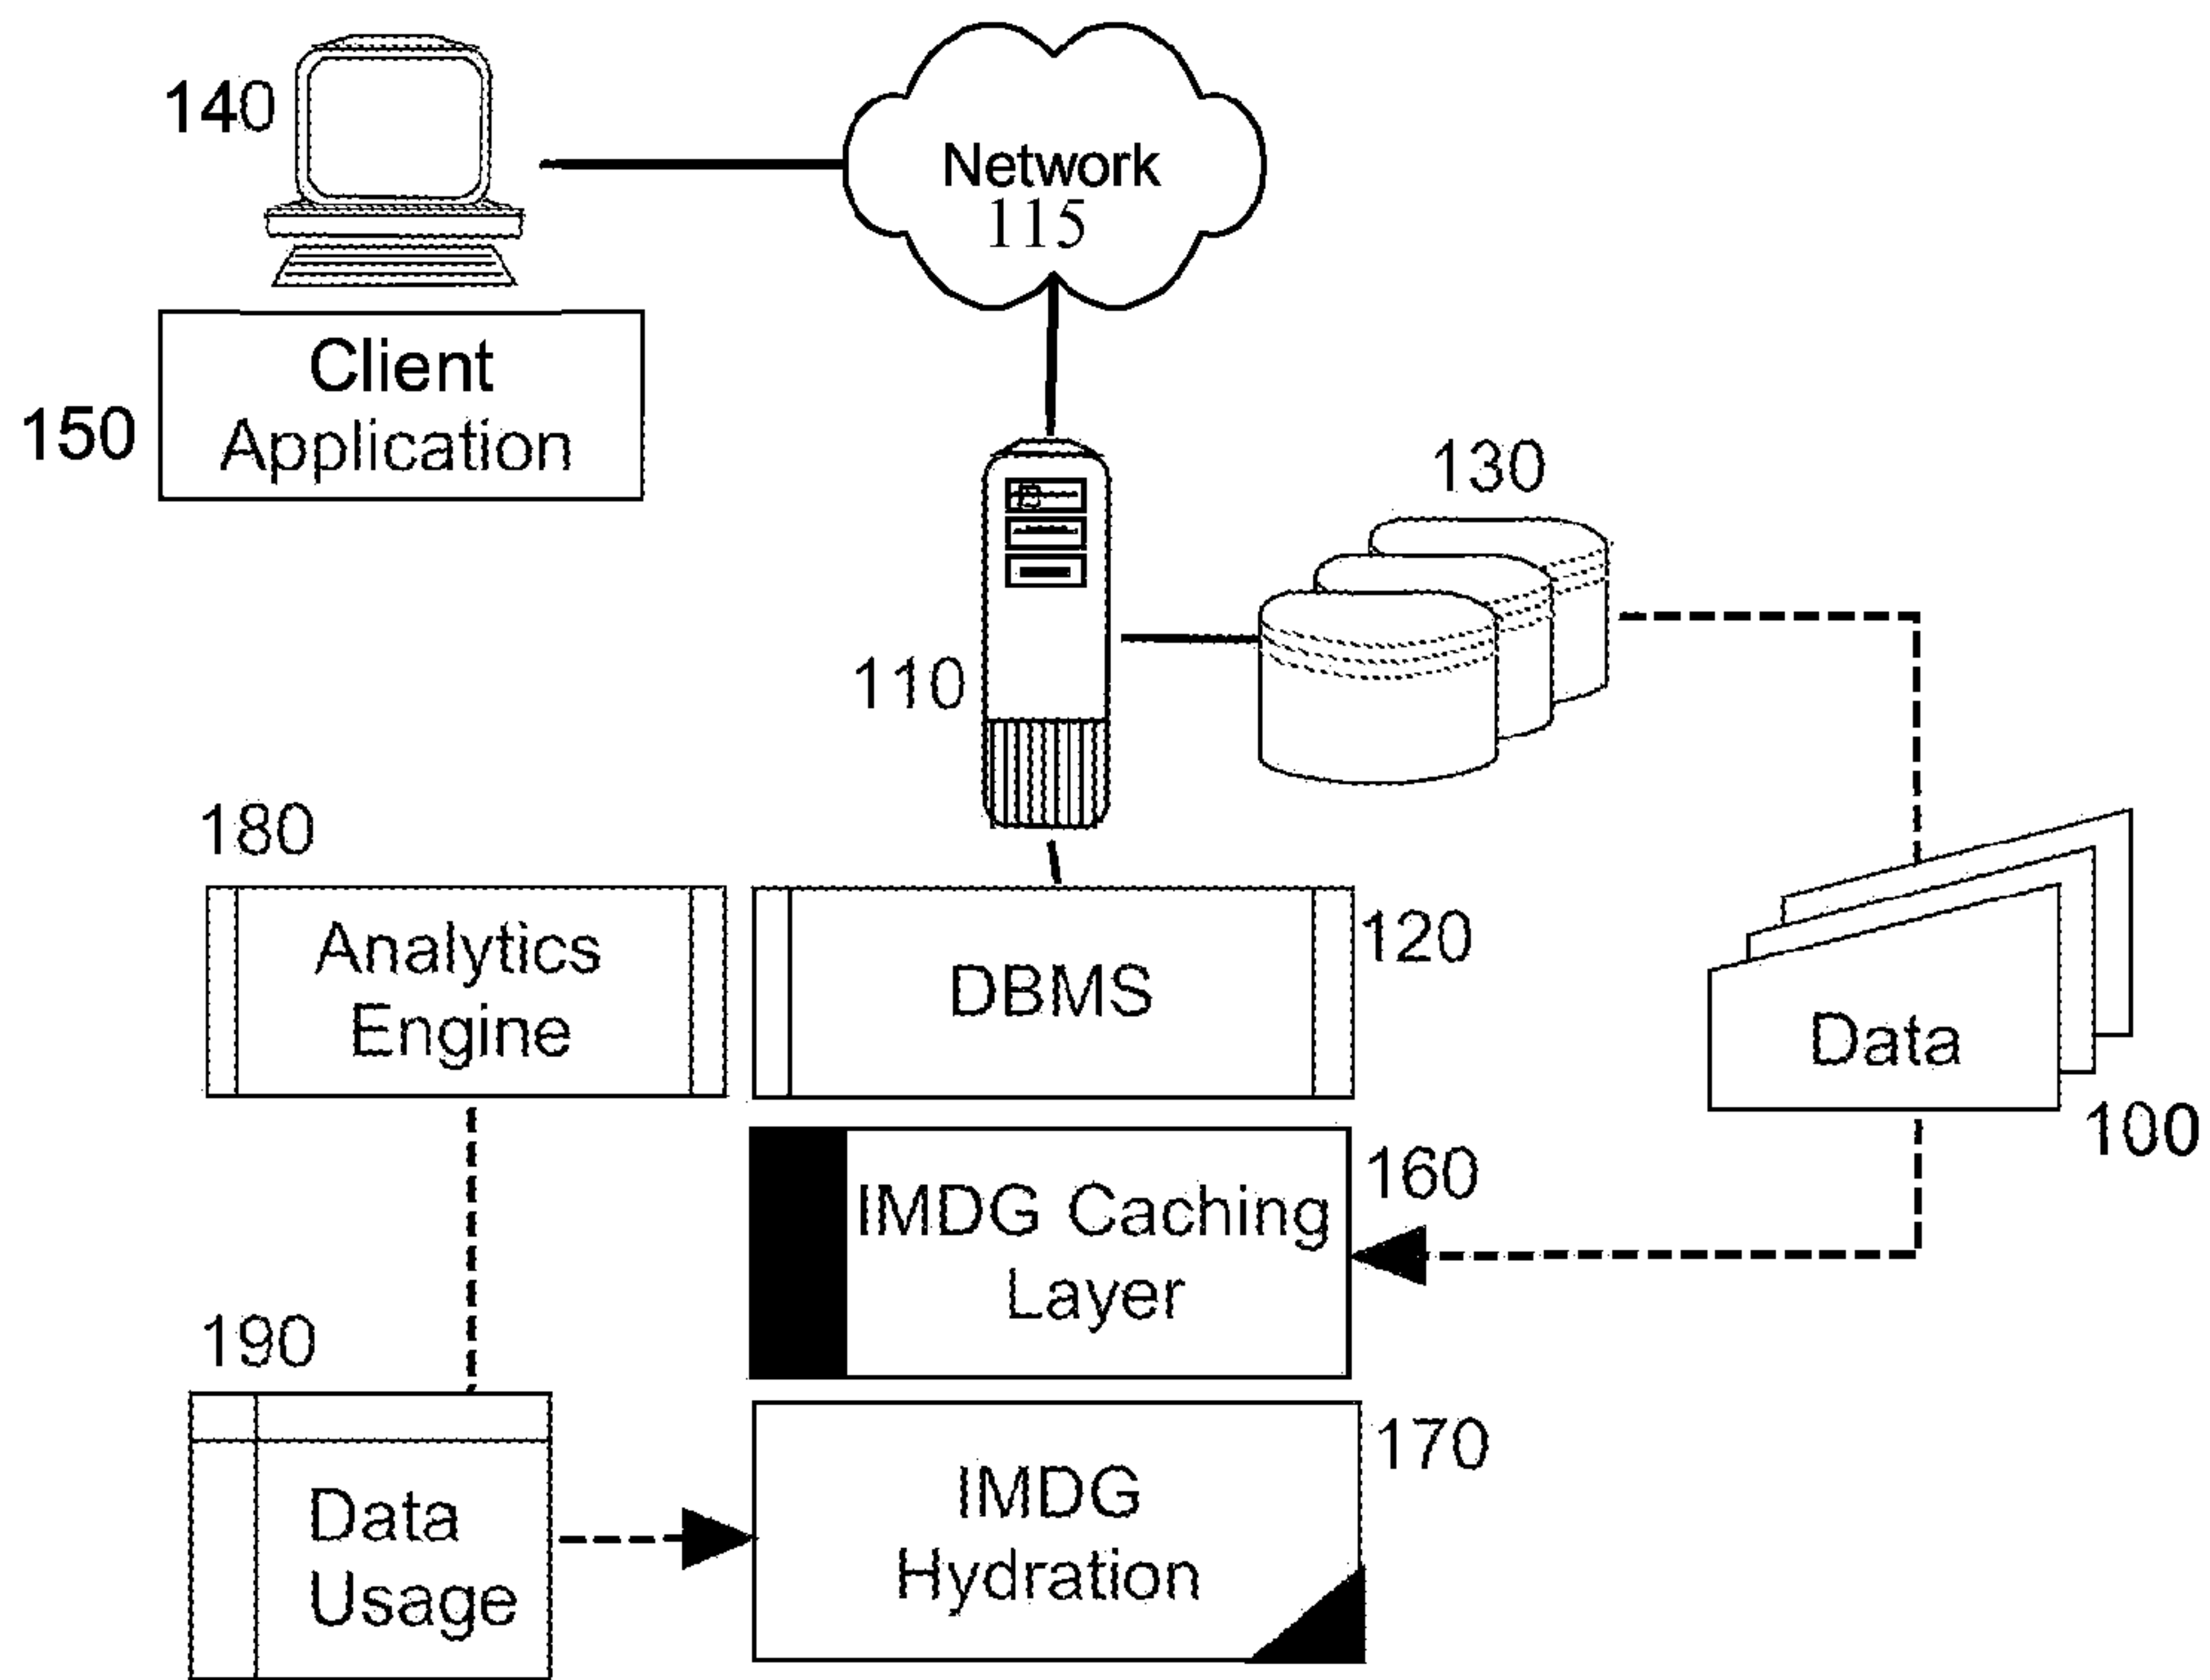 140
Network
115
Client
Application
150
130
110
180
Analytics
Engine
DBMS
120
Data
100
IMDG Caching
Layer
160
190
Data
Usage
IMDG
Hydration
170